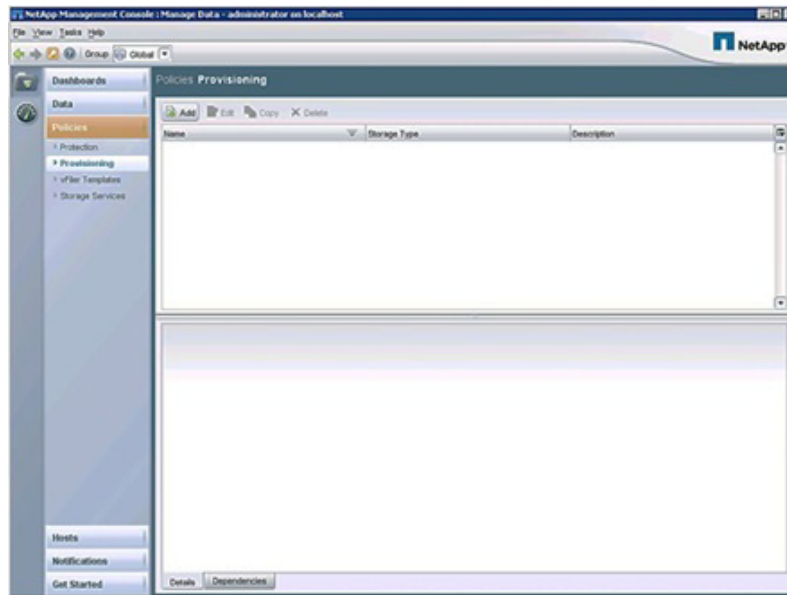 NetApp Management Console : Manage Data - administrator on localhost
File View Tasks Help
Group Global
NetApp
Dashboards
Data
Policies
Protection
Provisioning
vFiler Templates
Storage Services
Hosts
Notifications
Get Started
Policies Provisioning
Add Edit Copy Delete
Name Storage Type Description
Details Dependencies